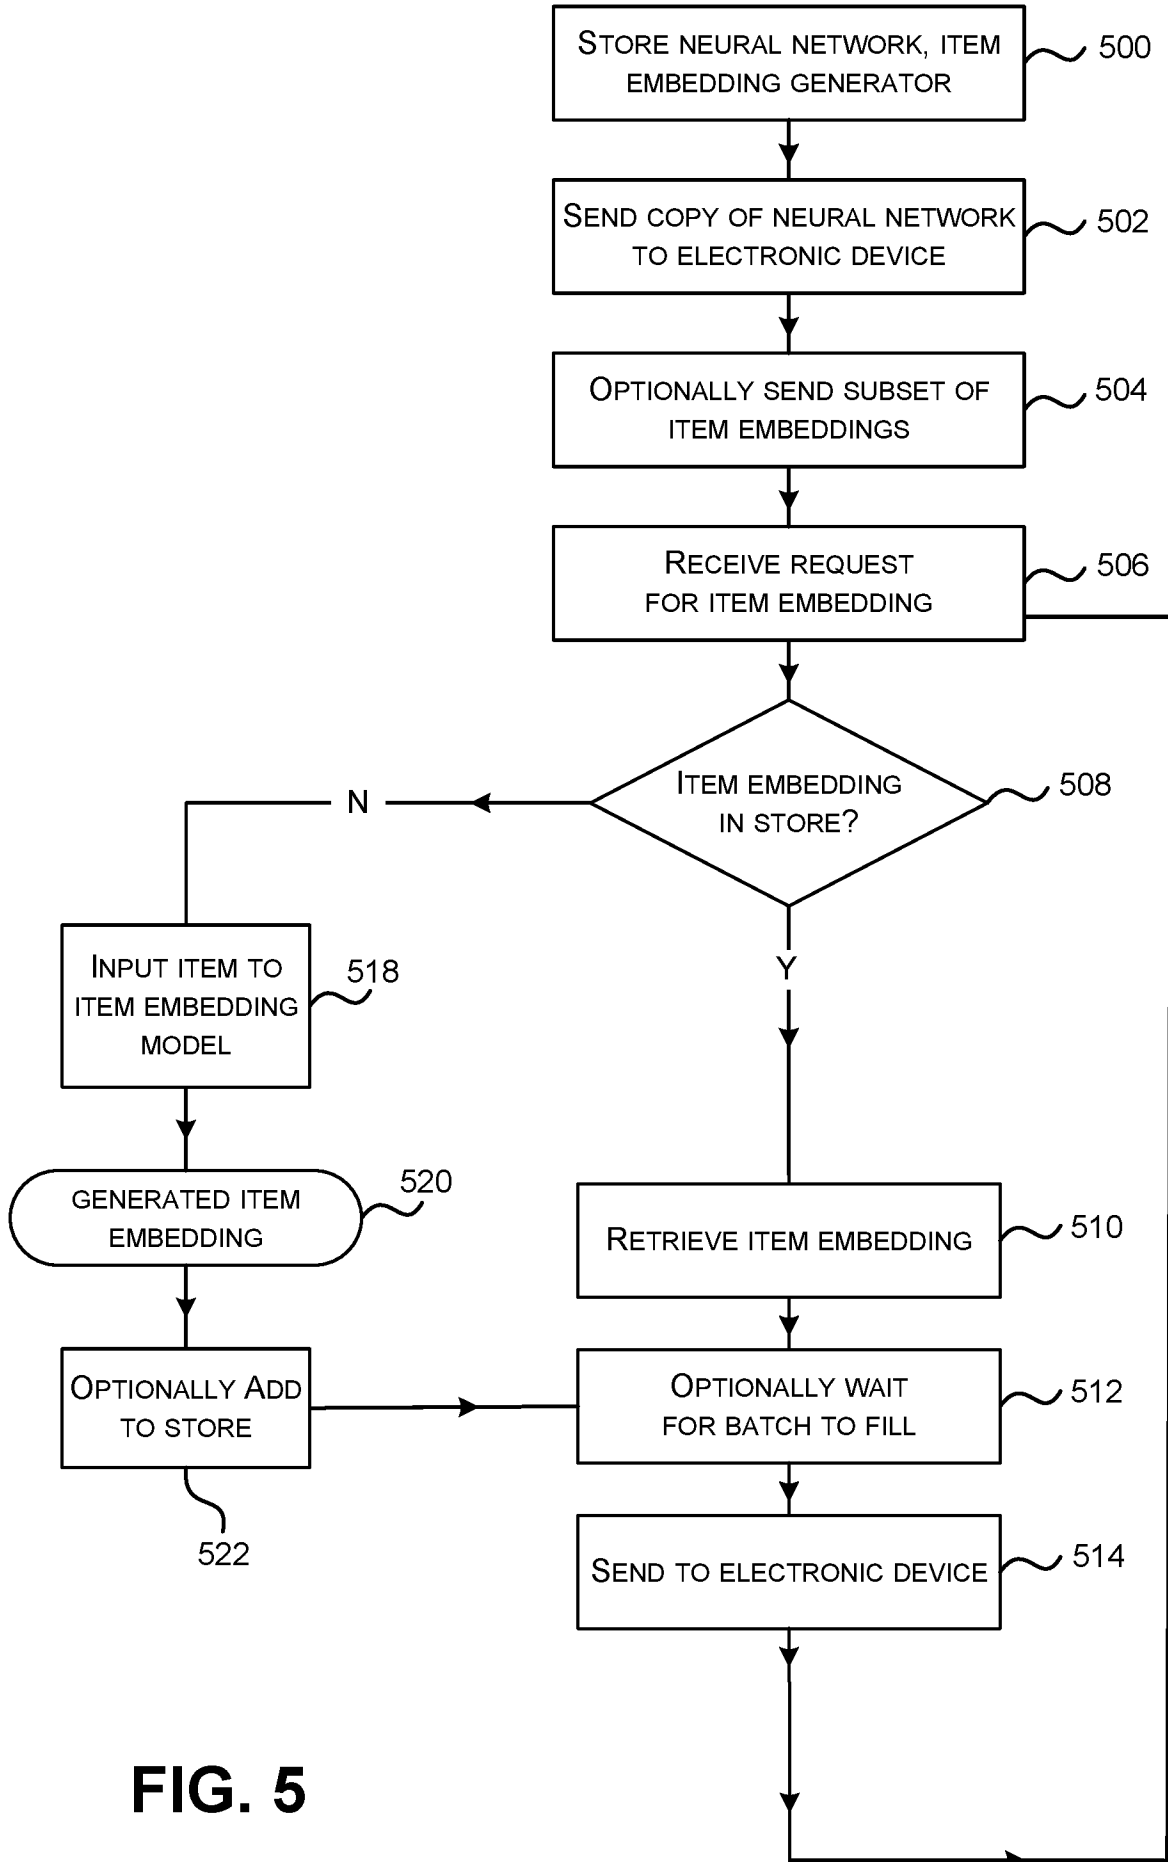 STORE NEURAL NETWORK, ITEM
EMBEDDING GENERATOR
500
SEND COPY OF NEURAL NETWORK
TO ELECTRONIC DEVICE
502
OPTIONALLY SEND SUBSET OF
ITEM EMBEDDINGS
504
RECEIVE REQUEST
FOR ITEM EMBEDDING
506
ITEM EMBEDDING
IN STORE?
508
N
Y
INPUT ITEM TO
ITEM EMBEDDING
MODEL
518
GENERATED ITEM
EMBEDDING
520
OPTIONALLY ADD
TO STORE
522
RETRIEVE ITEM EMBEDDING
510
OPTIONALLY WAIT
FOR BATCH TO FILL
512
SEND TO ELECTRONIC DEVICE
514
FIG. 5